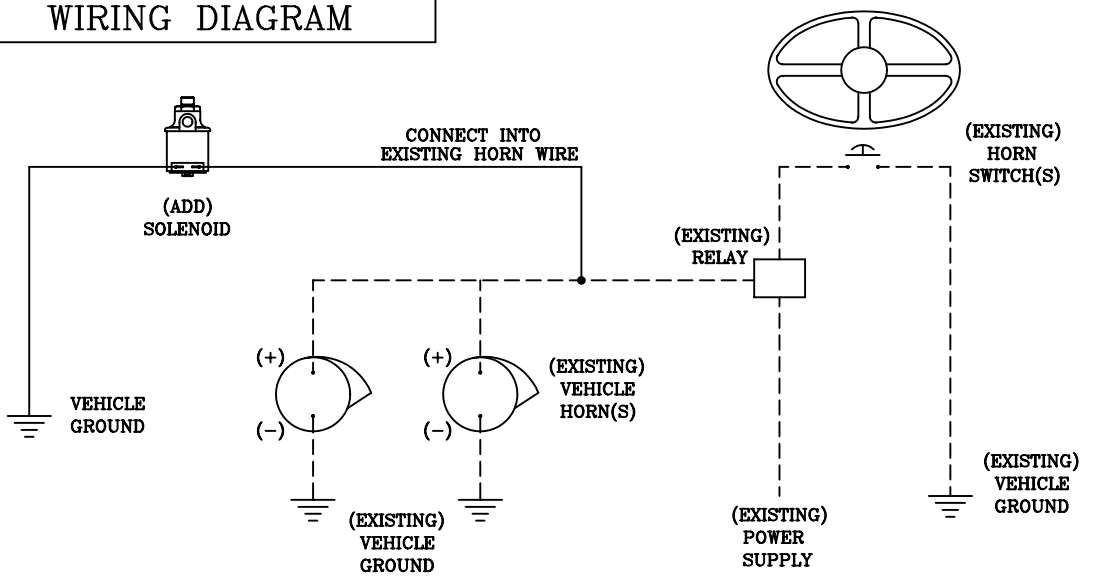 WIRING DIAGRAM
(EXISTING)
HORN
SWITCH(S)
CONNECT INTO
EXISTING HORN WIRE
(ADD)
SOLENOID
(EXISTING)
RELAY
(+)
(+)
(EXISTING)
VEHICLE
HORN(S)
VEHICLE
GROUND
(-)
(-)
(EXISTING)
VEHICLE
GROUND
(EXISTING)
VEHICLE
GROUND
(EXISTING)
POWER
SUPPLY